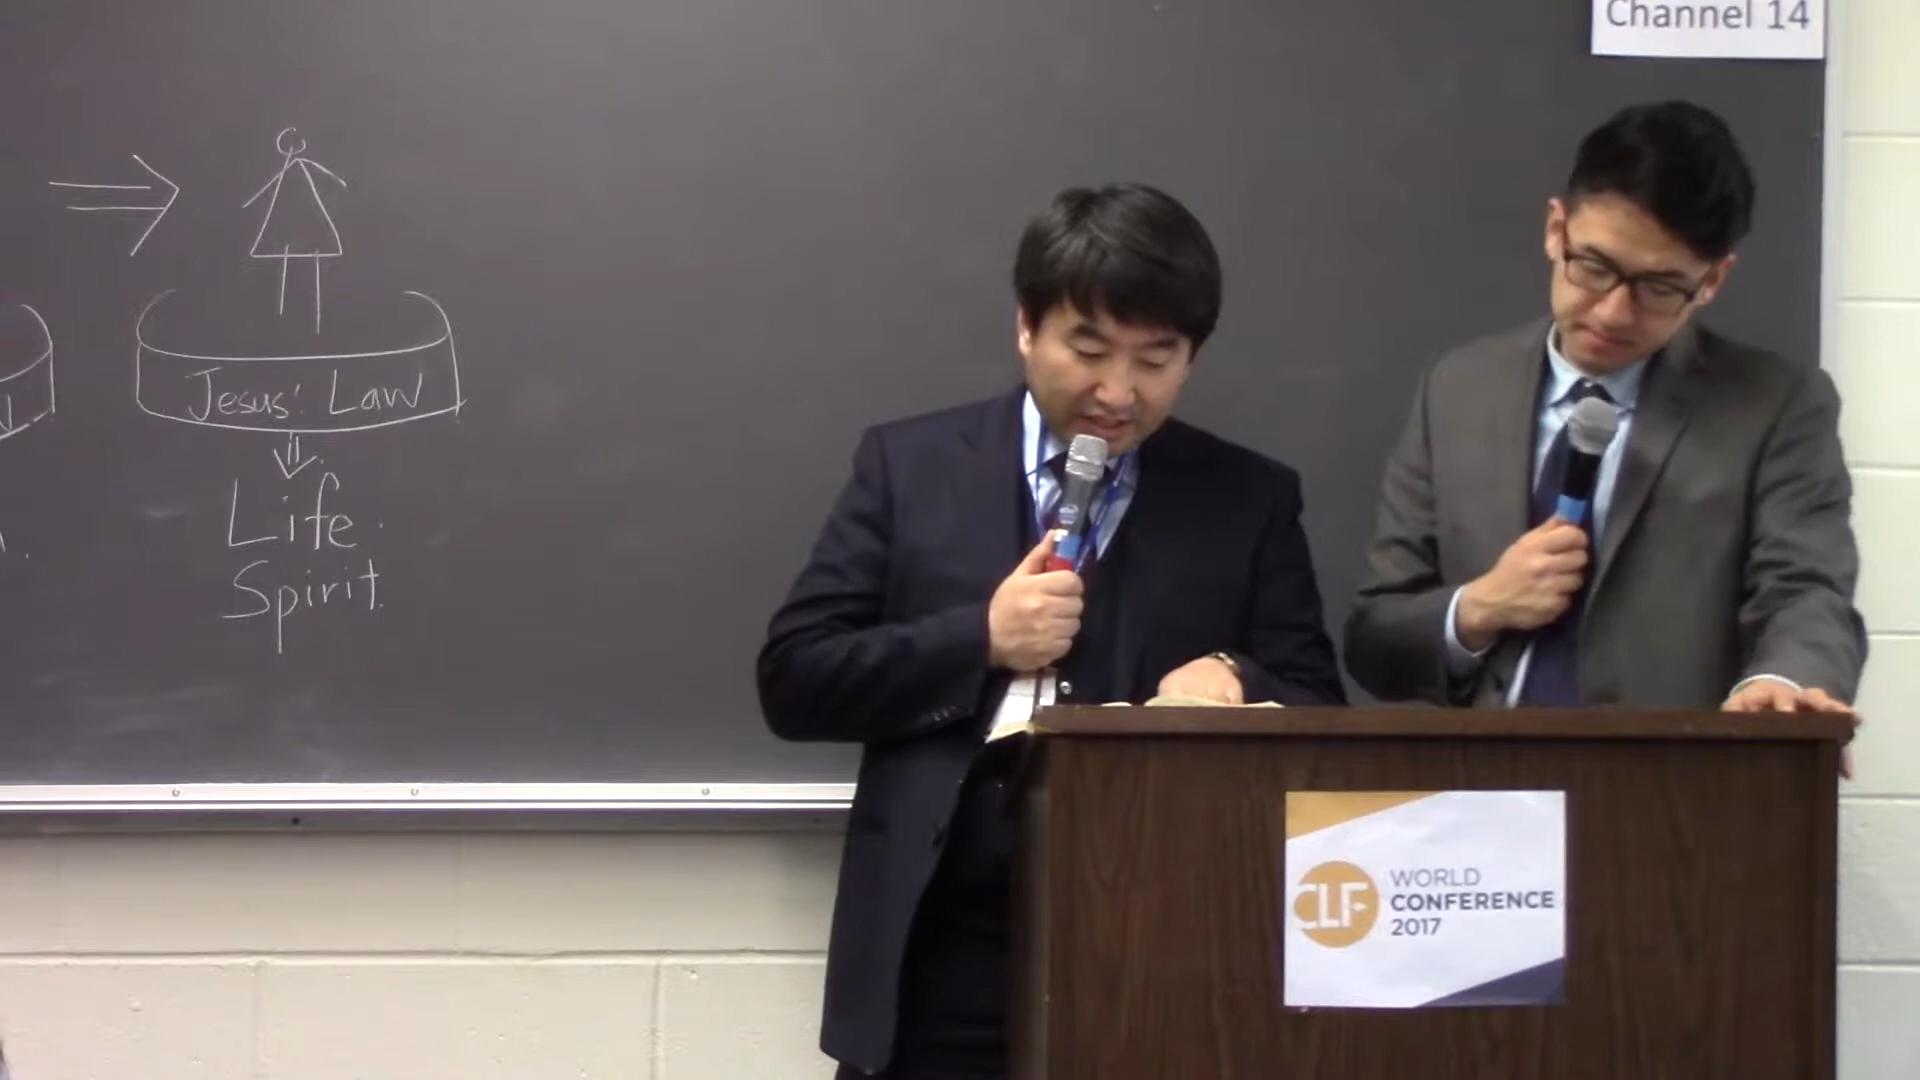 Channel 14
Jesus' Law
Life.
Spirit.
CLF
WORLD
CONFERENCE
2017